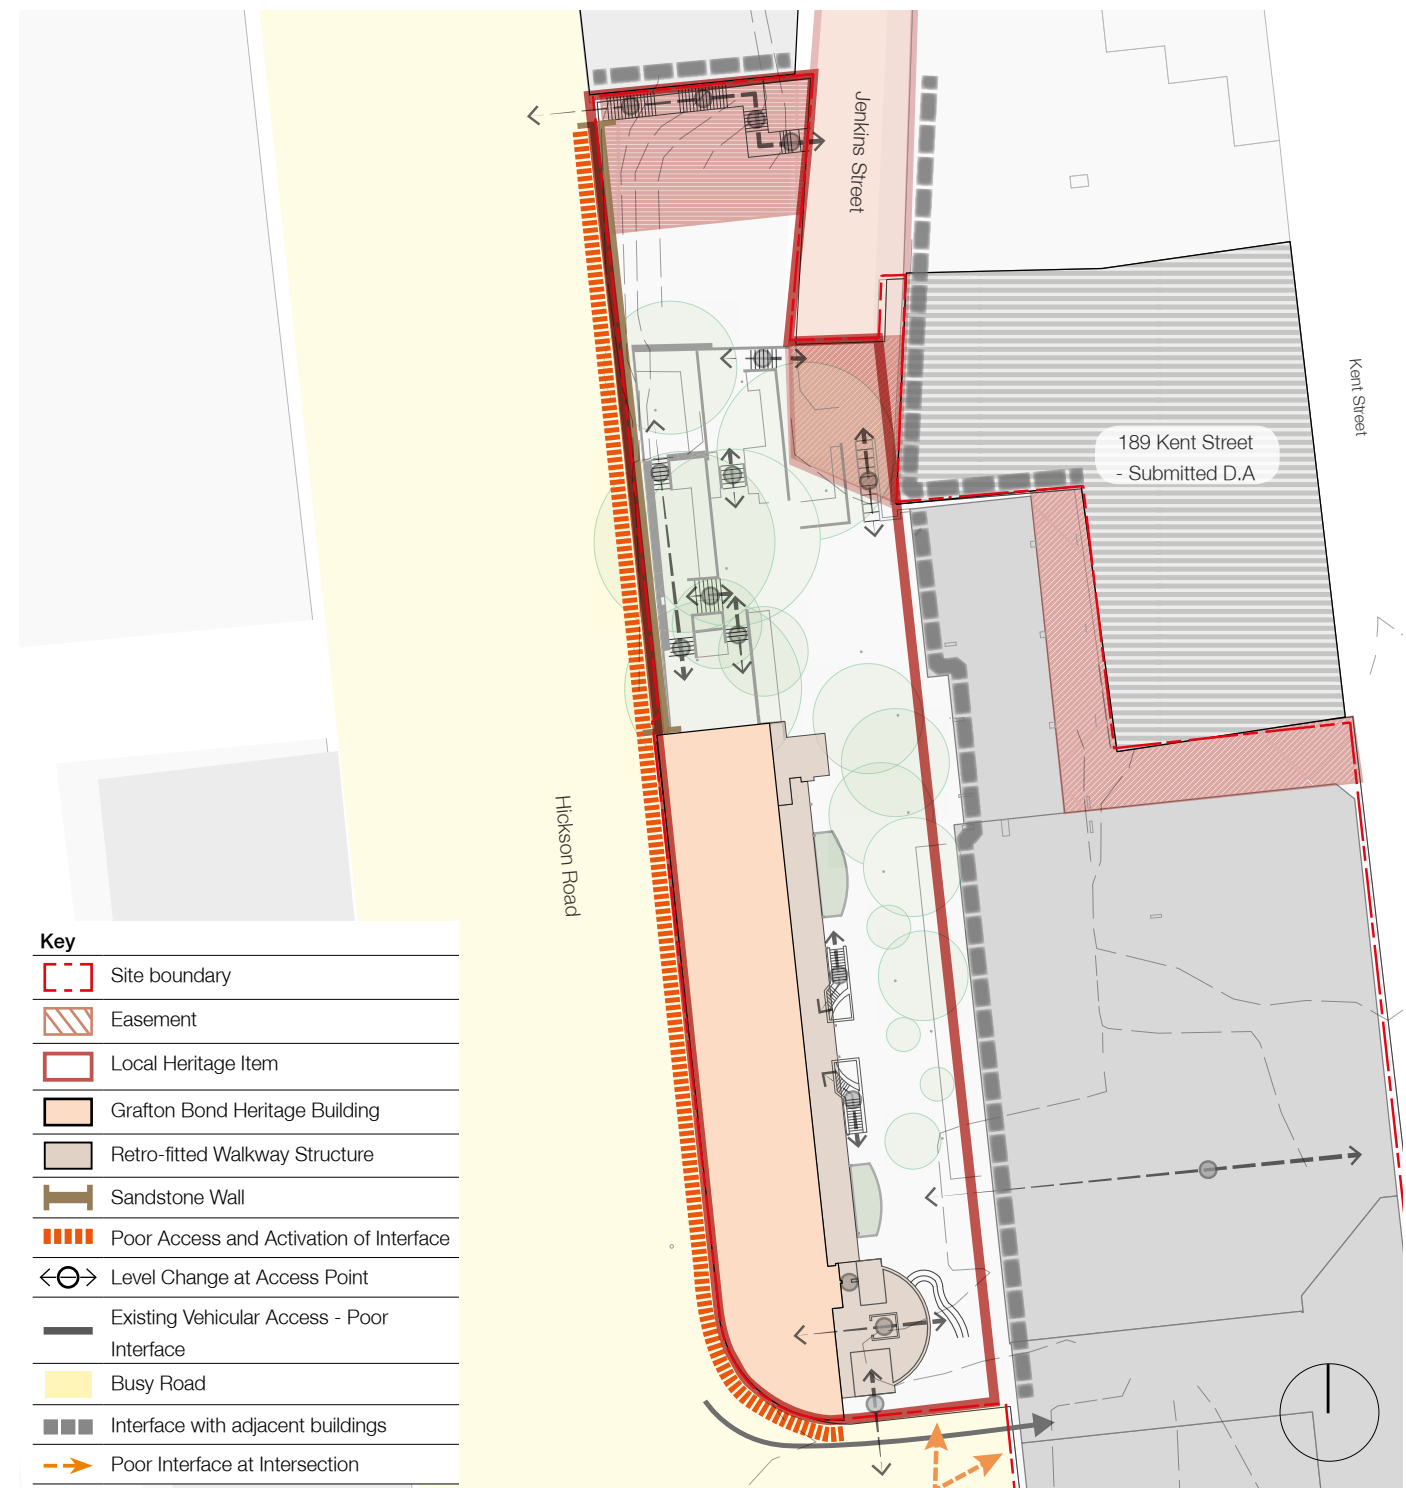 Jenkins Street
Kent Street
189 Kent Street
- Submitted D.A
Hickson Road
Key
Site boundary
Easement
Local Heritage Item
Grafton Bond Heritage Building
Retro-fitted Walkway Structure
Sandstone Wall
Poor Access and Activation of Interface
Level Change at Access Point
Existing Vehicular Access - Poor
Interface
Busy Road
Interface with adjacent buildings
Poor Interface at Intersection